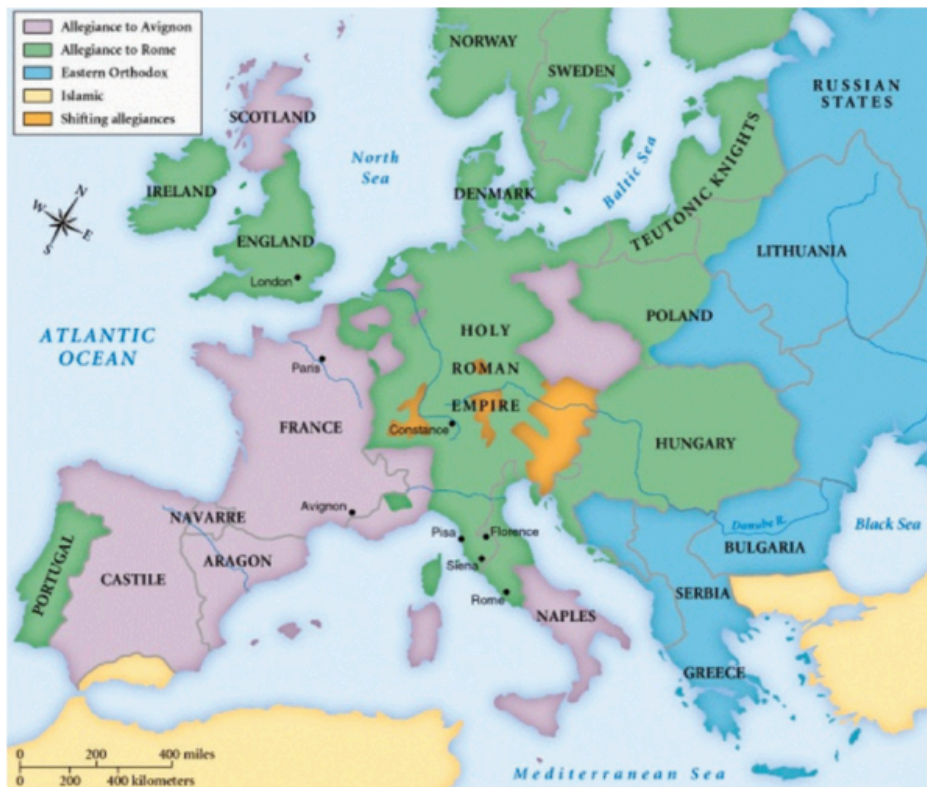 Allegiance to Avignon
Allegiance to Rome
Eastern Orthodox
Islamic
Shifting allegiances
NORWAY
SWEDEN
RUSSIAN
STATES
SCOTLAND
North
Sea
Baltic Sea
TEUTONIC KNIGHTS
IRELAND
DENMARK
N
W
E
S
ENGLAND
London
LITHUANIA
ATLANTIC
OCEAN
HOLY
ROMAN
EMPIRE
POLAND
Paris
FRANCE
Constance
HUNGARY
Avignon
NAVARRE
ARAGON
Pisa
Florence
Danube R.
Black Sea
BULGARIA
PORTUGAL
CASTILE
Siena
Rome
NAPLES
SERBIA
GREECE
0 200 400 miles
0 200 400 kilometers
Mediterranean Sea